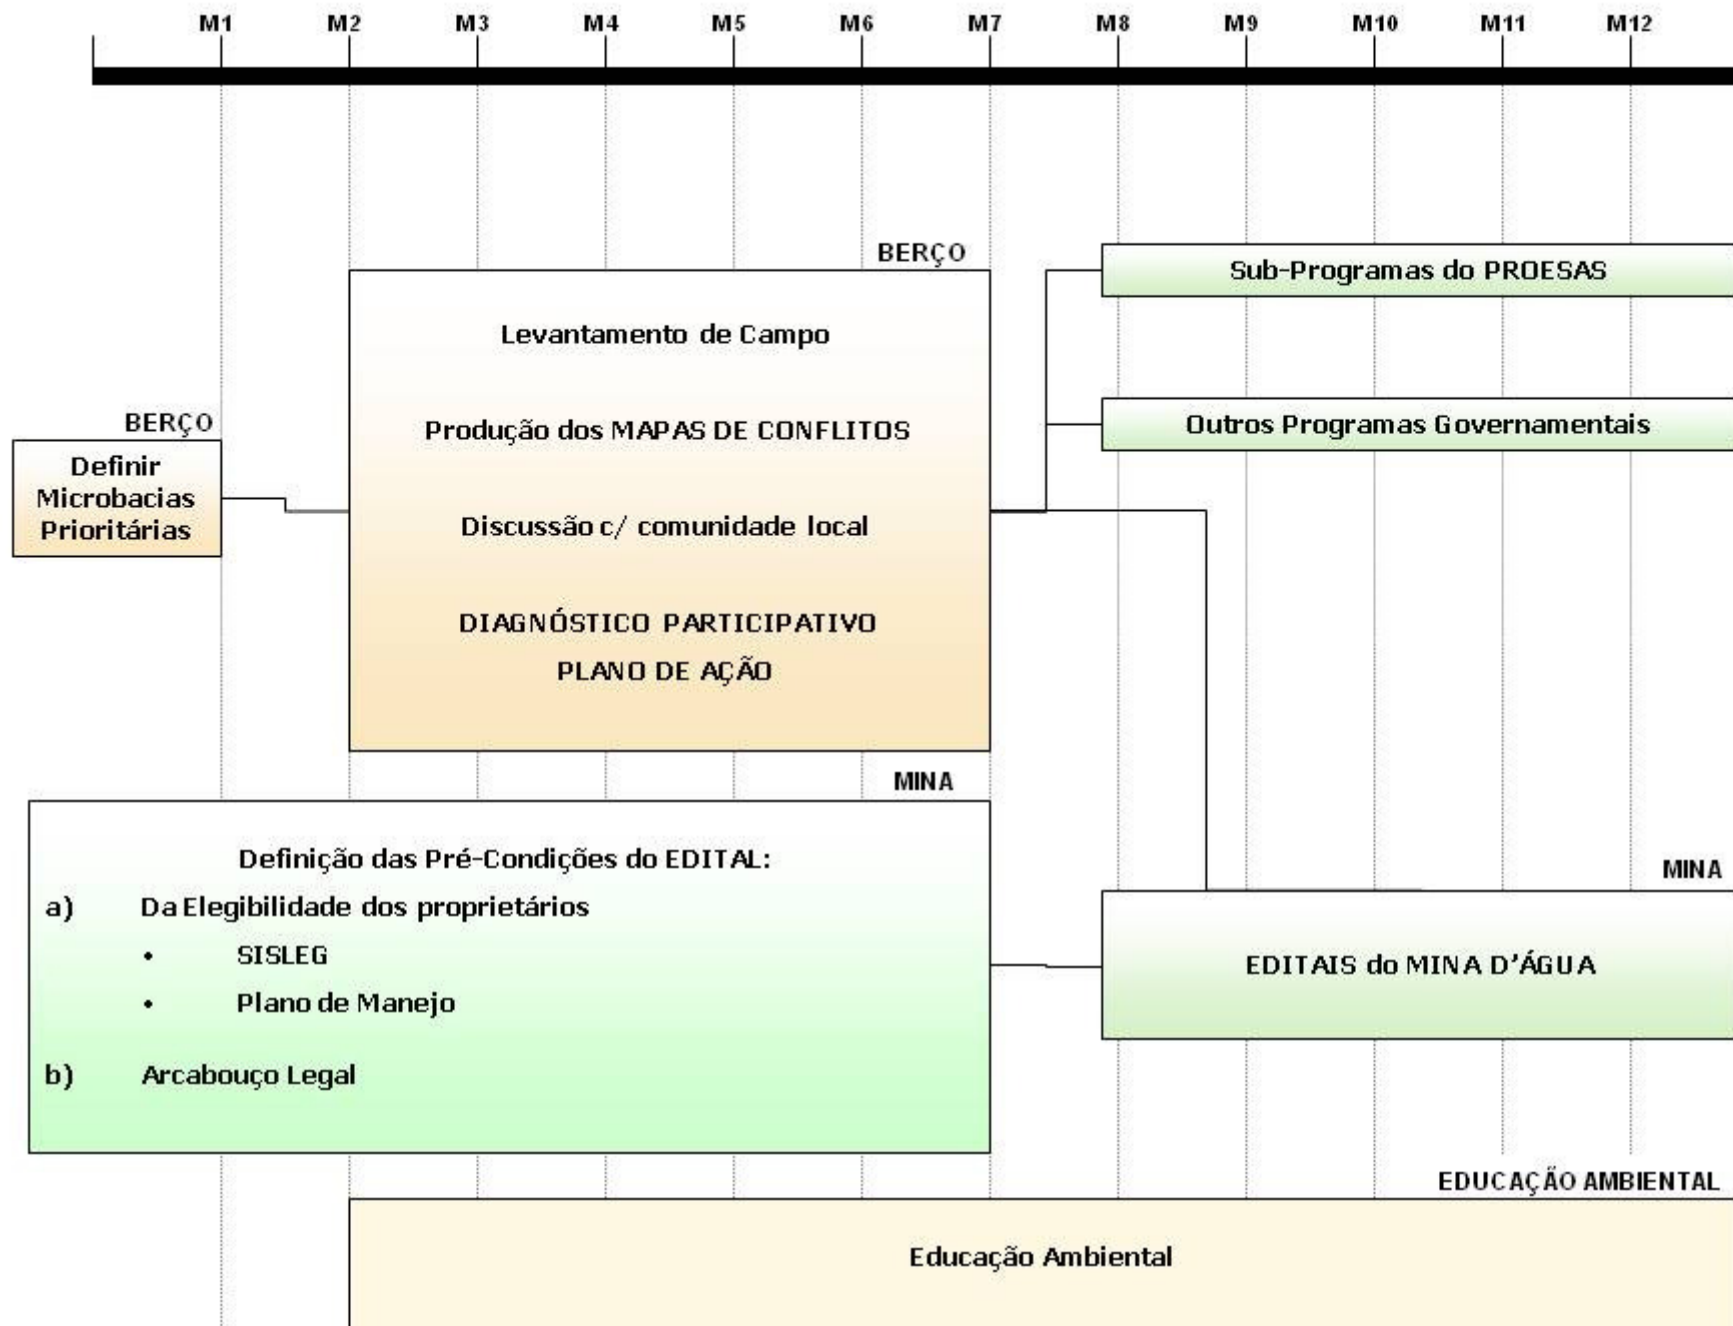 M1 M2 M3 M4 M5 M6 M7 M8 M9 M10 M11 M12
BERÇO
Definir
Microbacias
Prioritárias
BERÇO
Levantamento de Campo
Produção dos MAPAS DE CONFLITOS
Discussão c/ comunidade local
DIAGNÓSTICO PARTICIPATIVO
PLANO DE AÇÃO
Sub-Programas do PROESAS
Outros Programas Governamentais
MINA
Definição das Pré-Condições do EDITAL:
a) Da Elegibilidade dos proprietários
• SISLEG
• Plano de Manejo
b) Arcabouço Legal
MINA
EDITAIS do MINA D'ÁGUA
EDUCAÇÃO AMBIENTAL
Educação Ambiental